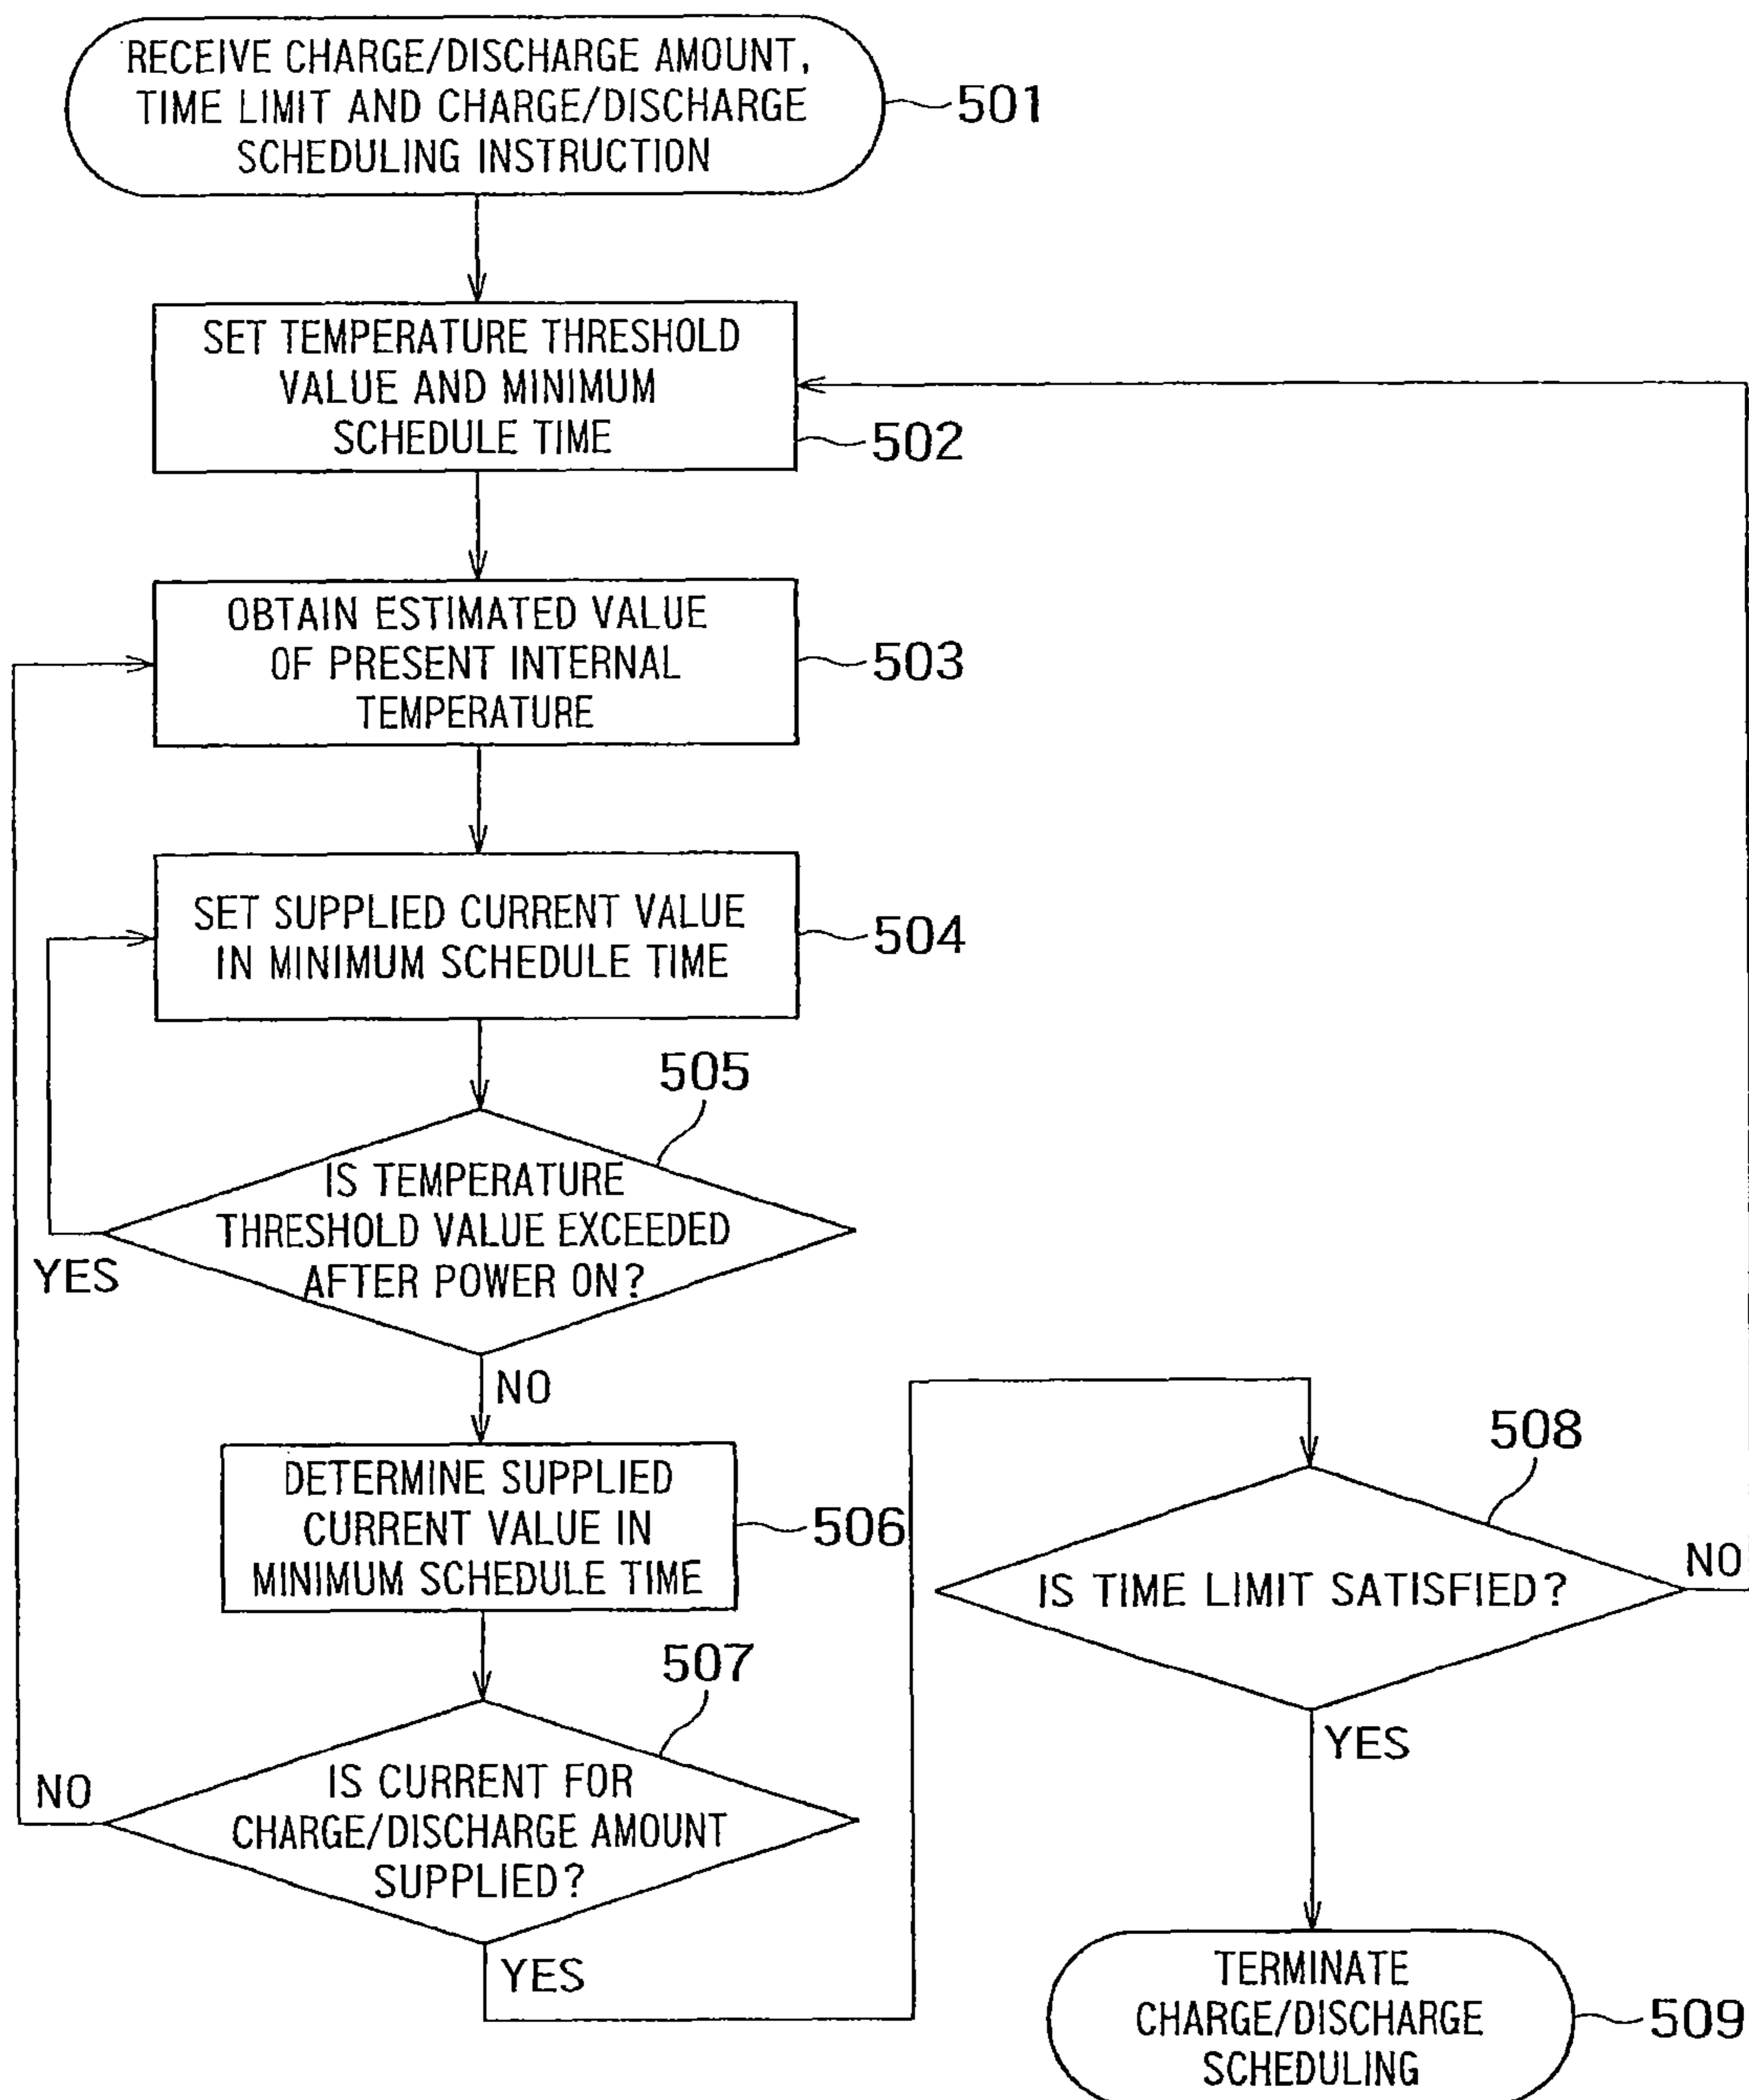 RECEIVE CHARGE/DISCHARGE AMOUNT,
TIME LIMIT AND CHARGE/DISCHARGE
SCHEDULING INSTRUCTION
501
SET TEMPERATURE THRESHOLD
VALUE AND MINIMUM
SCHEDULE TIME
502
OBTAIN ESTIMATED VALUE
OF PRESENT INTERNAL
TEMPERATURE
503
SET SUPPLIED CURRENT VALUE
IN MINIMUM SCHEDULE TIME
504
505
IS TEMPERATURE
THRESHOLD VALUE EXCEEDED
AFTER POWER ON?
YES
NO
DETERMINE SUPPLIED
CURRENT VALUE IN
MINIMUM SCHEDULE TIME
506
507
IS CURRENT FOR
CHARGE/DISCHARGE AMOUNT
SUPPLIED?
NO
YES
508
IS TIME LIMIT SATISFIED?
NO
YES
TERMINATE
CHARGE/DISCHARGE
SCHEDULING
509